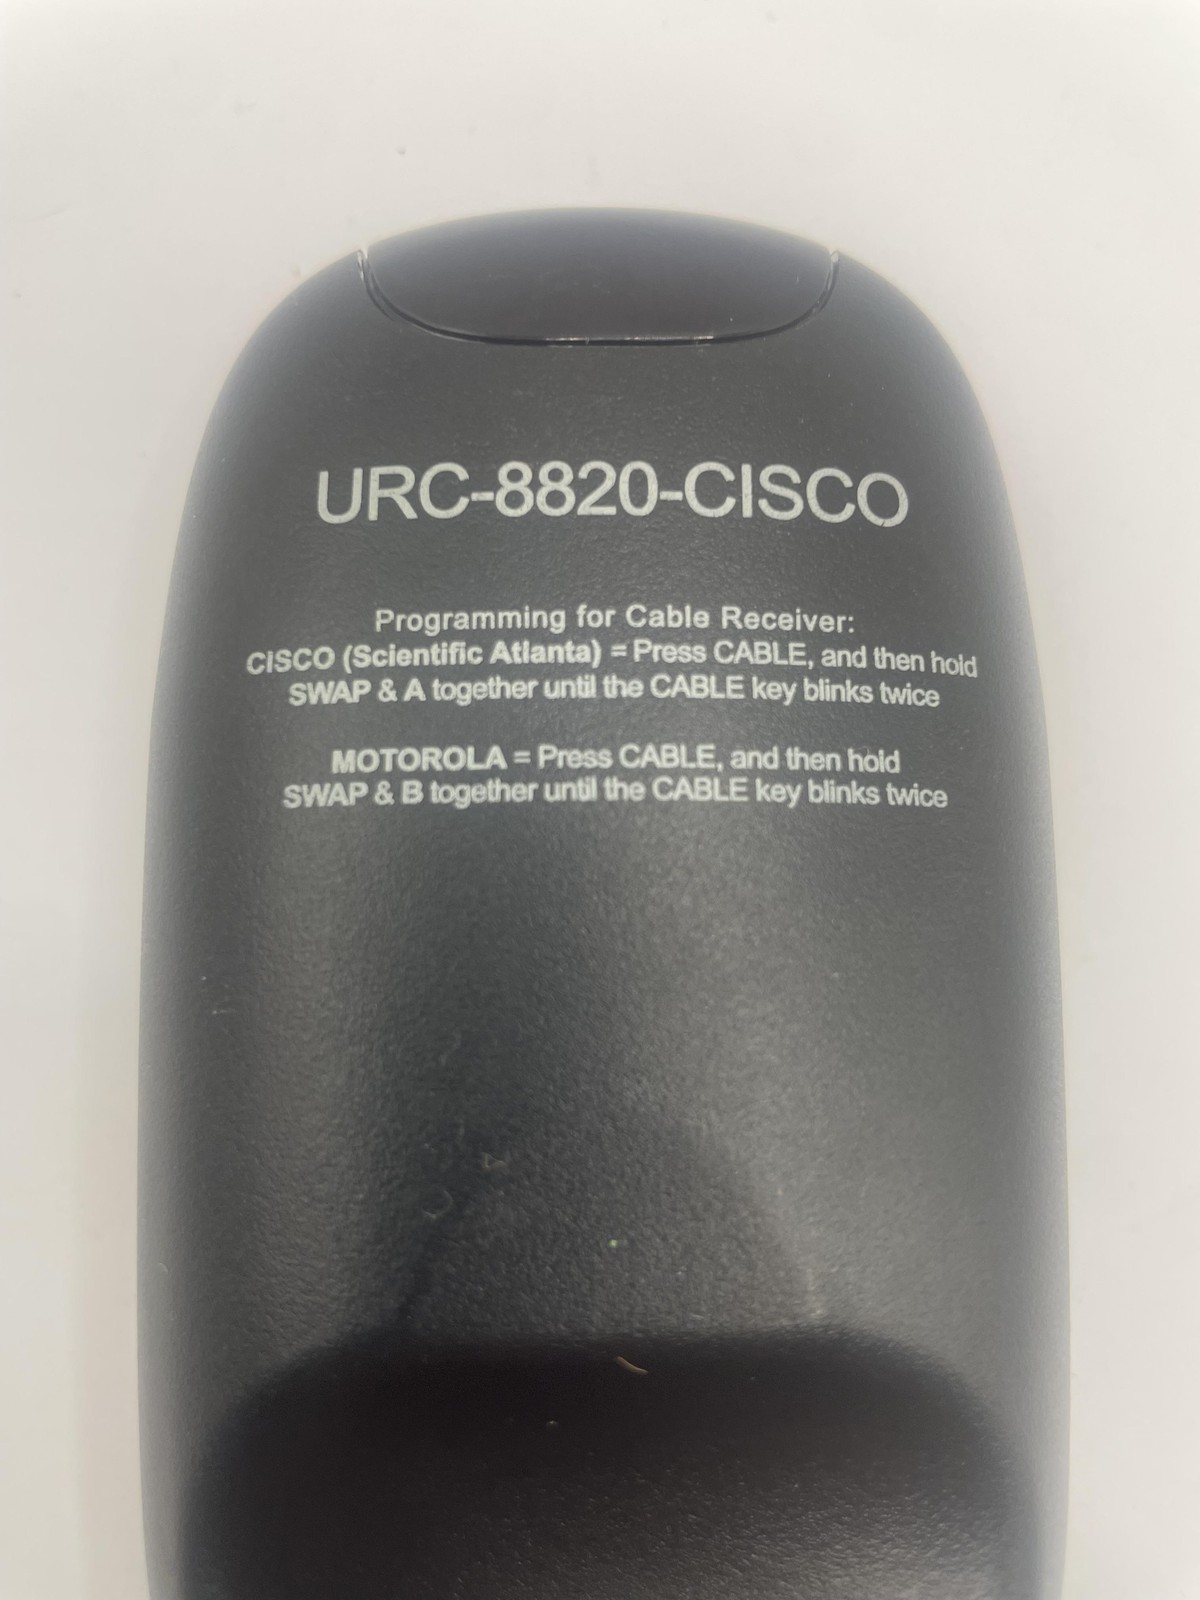 URC-8820-CISCO
Programming for Cable Receiver:
CISCO (Scientific Atlanta) = Press CABLE, and then hold
SWAP & A together until the CABLE key blinks twice
MOTOROLA = Press CABLE, and then hold
SWAP & B together until the CABLE key blinks twice